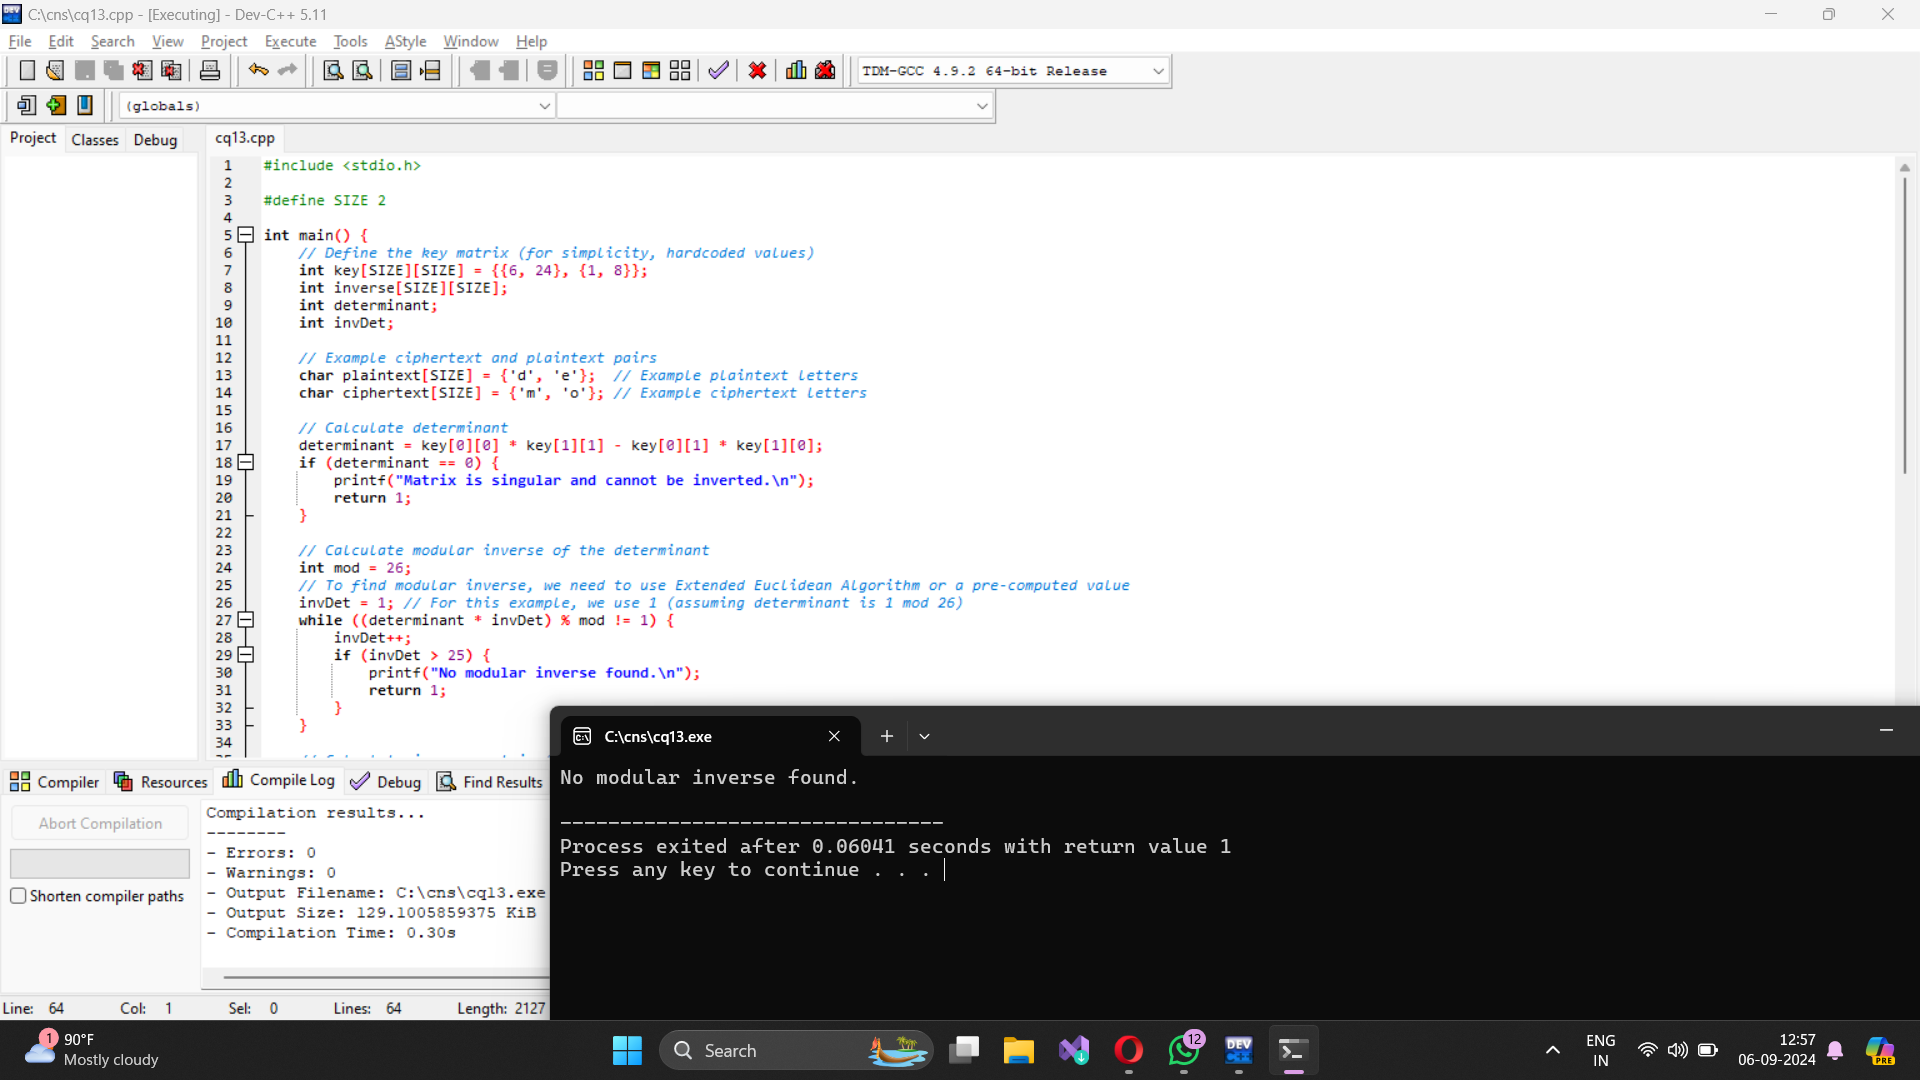 C:\cns\cq13.cpp - [Executing] - Dev-C++ 5.11
File Edit Search View Project Execute Tools AStyle Window Help
TDM-GCC 4.9.2 64-bit Release
(globals)
Project Classes Debug
cq13.cpp
1 #include <stdio.h>
2
3 #define SIZE 2
4
5 int main() {
6 // Define the key matrix (for simplicity, hardcoded values)
7 int key[SIZE][SIZE] = {{6, 24}, {1, 8}};
8 int inverse[SIZE][SIZE];
9 int determinant;
10 int invDet;
11
12 // Example ciphertext and plaintext pairs
13 char plaintext[SIZE] = {'d', 'e'}; // Example plaintext letters
14 char ciphertext[SIZE] = {'m', 'o'}; // Example ciphertext letters
15
16 // Calculate determinant
17 determinant = key[0][0] * key[1][1] - key[0][1] * key[1][0];
18 if (determinant == 0) {
19 printf("Matrix is singular and cannot be inverted.\n");
20 return 1;
21 }
22
23 // Calculate modular inverse of the determinant
24 int mod = 26;
25 // To find modular inverse, we need to use Extended Euclidean Algorithm or a pre-computed value
26 invDet = 1; // For this example, we use 1 (assuming determinant is 1 mod 26)
27 while ((determinant * invDet) % mod != 1) {
28 invDet++;
29 if (invDet > 25) {
30 printf("No modular inverse found.\n");
31 return 1;
32 }
33 }
34
Compiler Resources Compile Log Debug Find Results
Abort Compilation
Shorten compiler paths
Compilation results...
--------
- Errors: 0
- Warnings: 0
- Output Filename: C:\cns\cq13.exe
- Output Size: 129.1005859375 KiB
- Compilation Time: 0.30s
Line: 64 Col: 1 Sel: 0 Lines: 64 Length: 2127
C:\cns\cq13.exe
No modular inverse found.
--------------------------------
Process exited after 0.06041 seconds with return value 1
Press any key to continue . . .
1
90°F
Mostly cloudy
Search
12
DEV
ENG
IN
12:57
06-09-2024
PRE